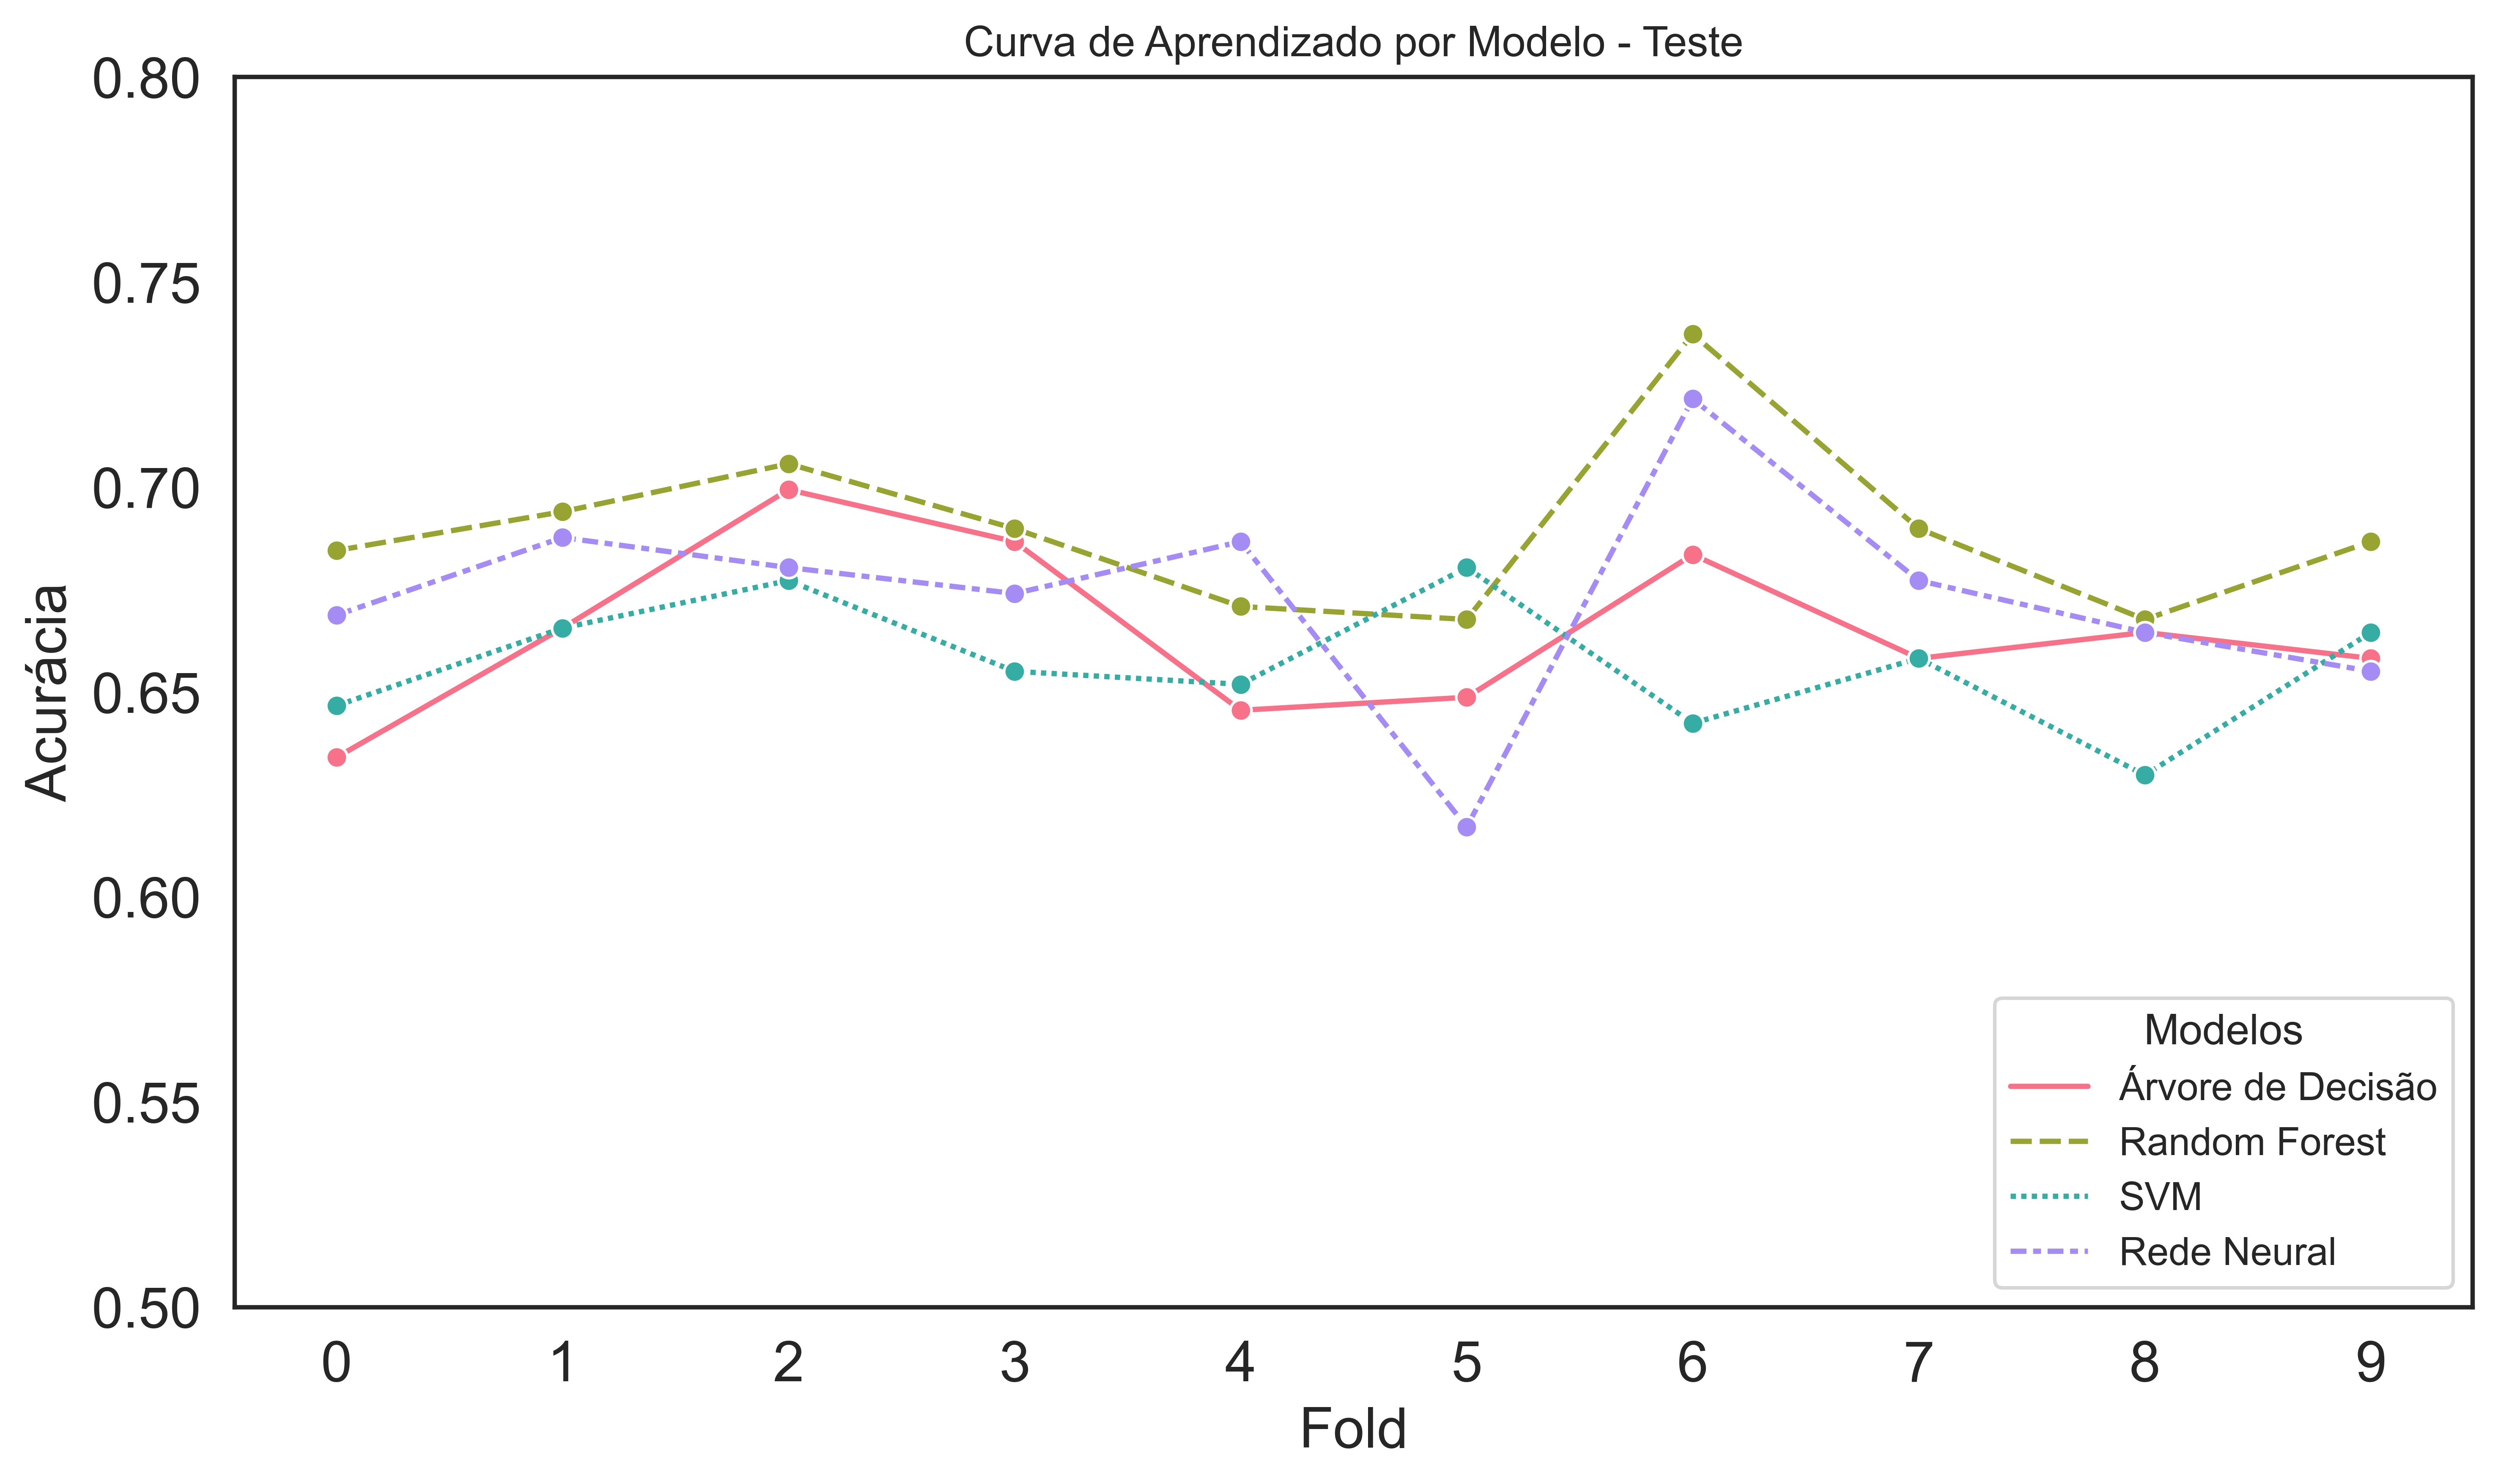 Curva de Aprendizado por Modelo - Teste
0.80
0.75
0.70
0.65
0.60
0.55
0.50
Acurácia
0 1 2 3 4 5 6 7 8 9
Fold
Modelos
Árvore de Decisão
Random Forest
SVM
Rede Neural